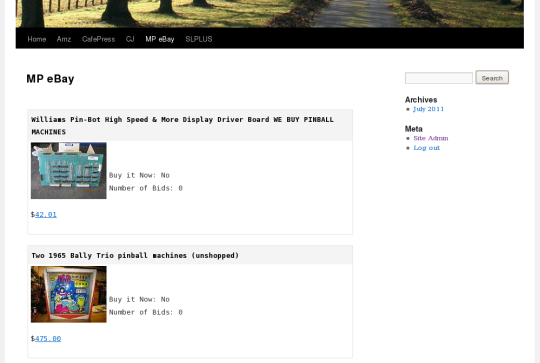 Home Amz CafePress CJ MP eBay SLPLUS
MP eBay
Search
Williams Pin-Bot High Speed & More Display Driver Board WE BUY PINBALL
MACHINES
Buy it Now: No
Number of Bids: 0
$42.01
Two 1965 Bally Trio pinball machines (unshopped)
Buy it Now: No
Number of Bids: 0
$475.00
Archives
July 2011
Meta
Site Admin
Log out